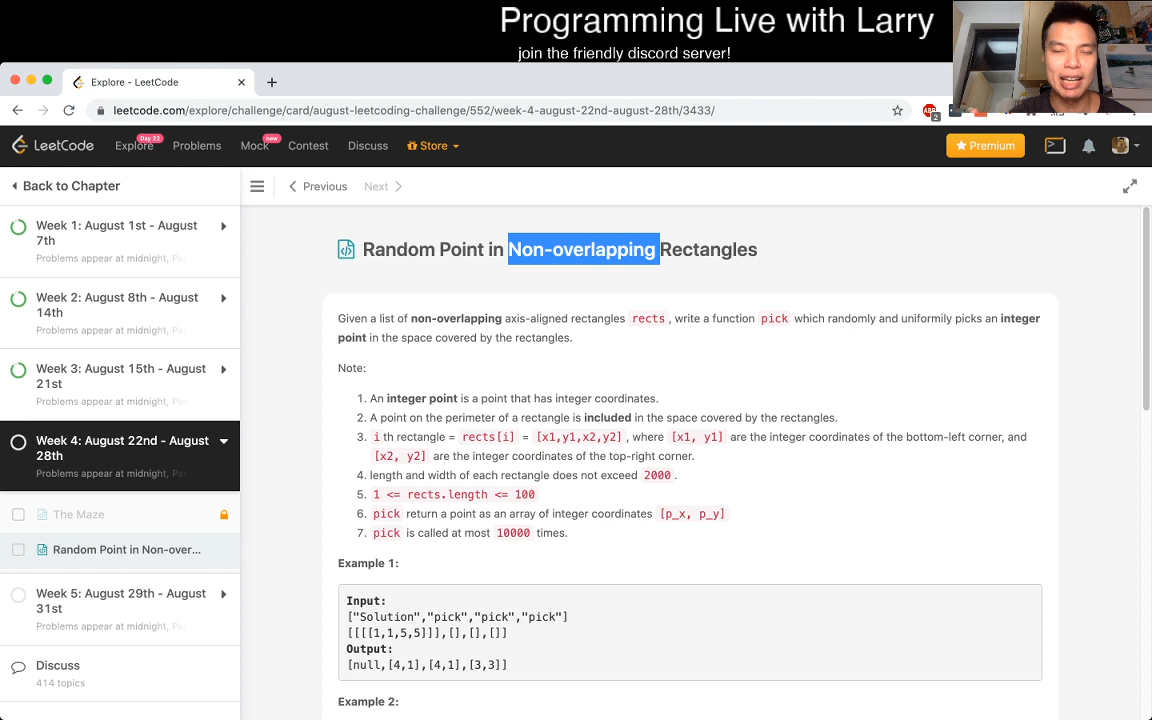 Programming Live with Larry
join the friendly discord server!
Explore - LeetCode
leetcode.com/explore/challenge/card/august-leetcoding-challenge/552/week-4-august-22nd-august-28th/3433/
ABP
2
LeetCode
Explore
Day 22
Problems
Mock
new
Contest
Discuss
Store
Premium
Back to Chapter
Previous
Next
Week 1: August 1st - August
7th
Problems appear at midnight, Pa
Week 2: August 8th - August
14th
Problems appear at midnight, Pa
Week 3: August 15th - August
21st
Problems appear at midnight, Pa
Week 4: August 22nd - August
28th
Problems appear at midnight, Pa
The Maze
Random Point in Non-over...
Week 5: August 29th - August
31st
Problems appear at midnight, Pa
Discuss
414 topics
Random Point in Non-overlapping Rectangles
Given a list of non-overlapping axis-aligned rectangles rects , write a function pick which randomly and uniformily picks an integer
point in the space covered by the rectangles.
Note:
1. An integer point is a point that has integer coordinates.
2. A point on the perimeter of a rectangle is included in the space covered by the rectangles.
3. i th rectangle = rects[i] = [x1,y1,x2,y2] , where [x1, y1] are the integer coordinates of the bottom-left corner, and
[x2, y2] are the integer coordinates of the top-right corner.
4. length and width of each rectangle does not exceed 2000 .
5. 1 <= rects.length <= 100
6. pick return a point as an array of integer coordinates [p_x, p_y]
7. pick is called at most 10000 times.
Example 1:
Input:
["Solution","pick","pick","pick"]
[[[[1,1,5,5]]],[],[],[]]
Output:
[null,[4,1],[4,1],[3,3]]
Example 2: